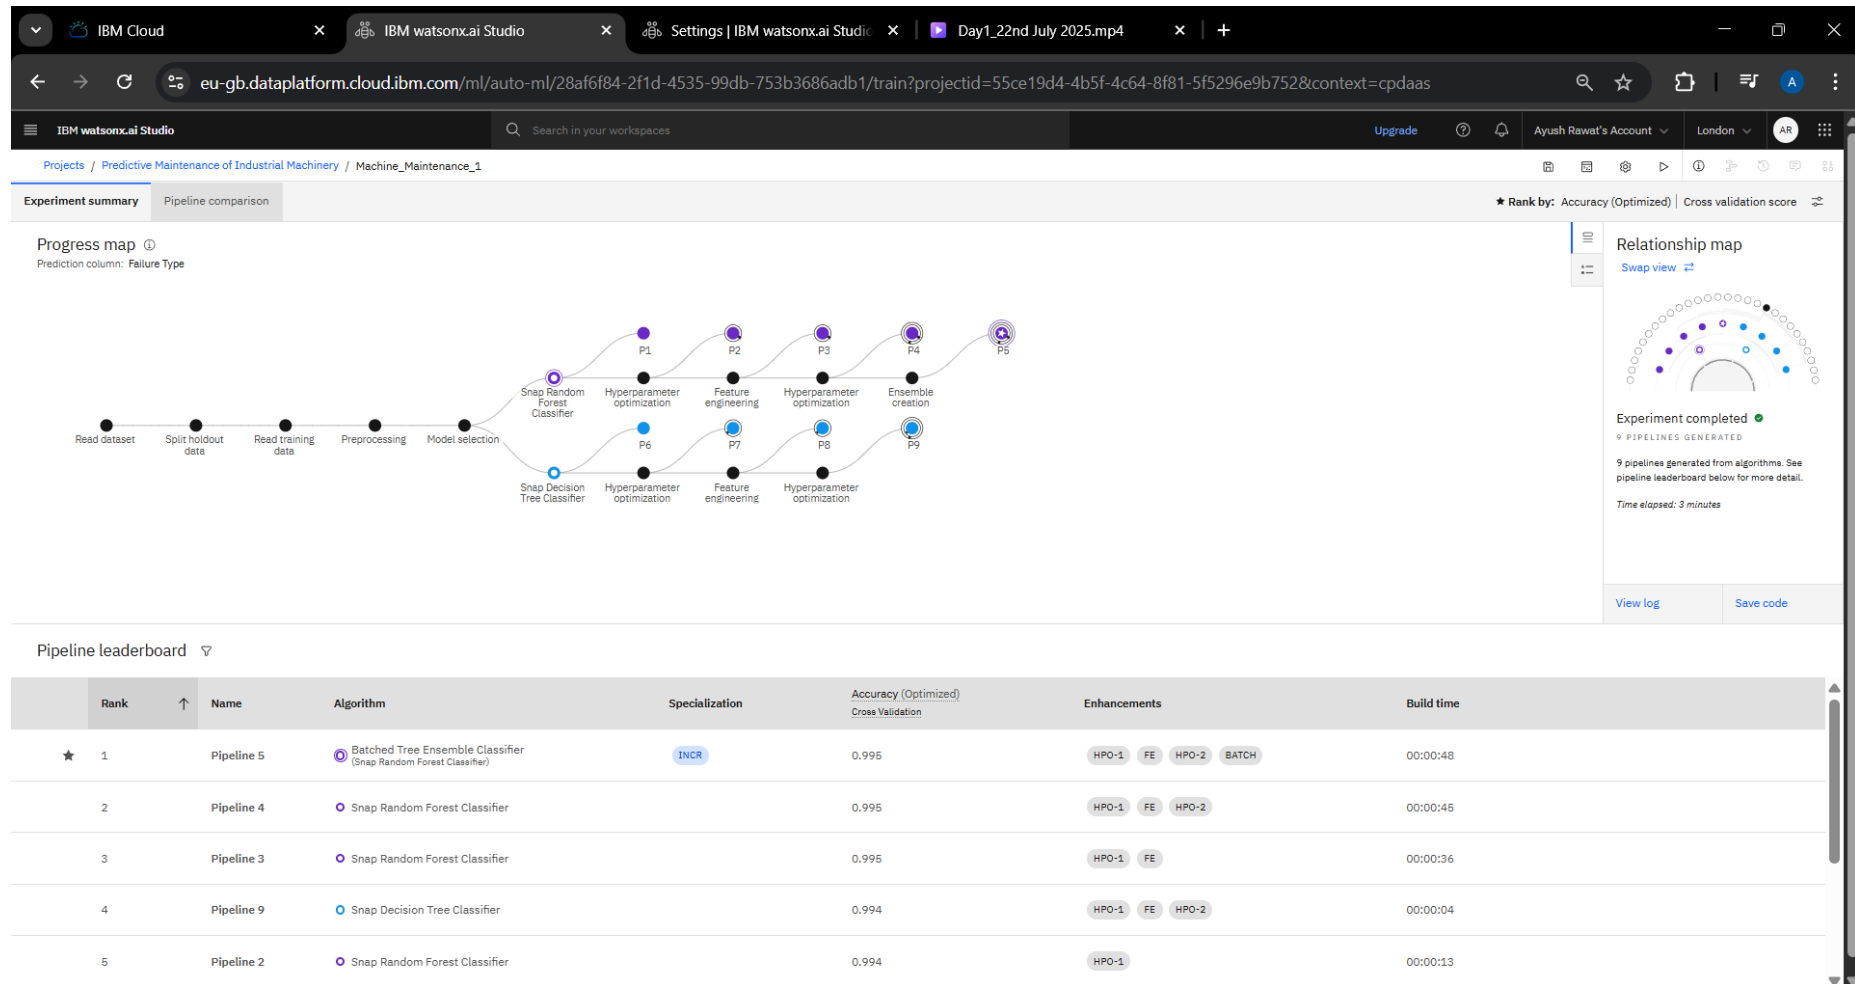 IBM Cloud
IBM watsonx.ai Studio
Settings | IBM watsonx.ai Studio
Day1_22nd July 2025.mp4
eu-gb.dataplatform.cloud.ibm.com/ml/auto-ml/28af6f84-2f1d-4535-99db-753b3686adb1/train?projectid=55ce19d4-4b5f-4c64-8f81-5f5296e9b752&context=cpdaas
A
IBM watsonx.ai Studio
Search in your workspaces
Upgrade
Ayush Rawat's Account
London
AR
Projects / Predictive Maintenance of Industrial Machinery / Machine_Maintenance_1
Experiment summary
Pipeline comparison
Rank by: Accuracy (Optimized) | Cross validation score
Progress map
Prediction column: Failure Type
Relationship map
Swap view
P1
P2
P3
P4
P5
Snap Random
Forest
Classifier
Hyperparameter
optimization
Feature
engineering
Hyperparameter
optimization
Ensemble
creation
Read dataset
Split holdout
data
Read training
data
Preprocessing
Model selection
P6
P7
P8
P9
Snap Decision
Tree Classifier
Hyperparameter
optimization
Feature
engineering
Hyperparameter
optimization
Experiment completed
9 PIPELINES GENERATED
9 pipelines generated from algorithms. See
pipeline leaderboard below for more detail.
Time elapsed: 3 minutes
View log
Save code
Pipeline leaderboard
Rank Name Algorithm Specialization Accuracy (Optimized) Enhancements Build time
Cross Validation
1 Pipeline 5 Batched Tree Ensemble Classifier INCR 0.995 HPO-1 FE HPO-2 BATCH 00:00:48
(Snap Random Forest Classifier)
2 Pipeline 4 Snap Random Forest Classifier 0.995 HPO-1 FE HPO-2 00:00:45
3 Pipeline 3 Snap Random Forest Classifier 0.995 HPO-1 FE 00:00:36
4 Pipeline 9 Snap Decision Tree Classifier 0.994 HPO-1 FE HPO-2 00:00:04
5 Pipeline 2 Snap Random Forest Classifier 0.994 HPO-1 00:00:13